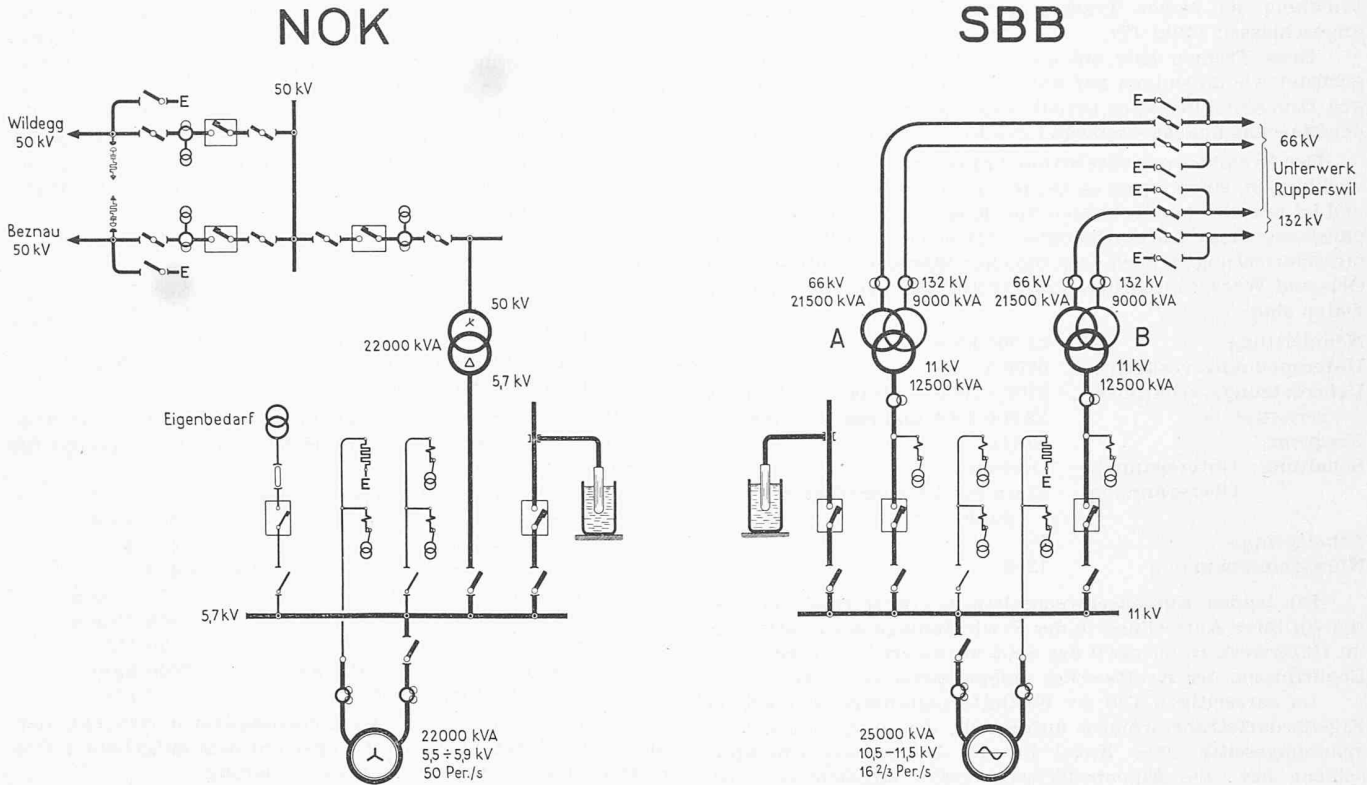 NOK
SBB
50 kV
E
Wildegg
50 kV
Beznau
50 kV
E
50 kV
22000 kVA
5,7 kV
Eigenbedarf
E
5,7 kV
22000 kVA
5,5 ÷ 5,9 kV
50 Per./s
E
E
E
E
66 kV
Unterwerk
Rupperswil
132 kV
66 kV
21500 kVA
132 kV
9000 kVA
66 kV
21500 kVA
132 kV
9000 kVA
A
B
11 kV
12500 kVA
11 kV
12500 kVA
E
11 kV
25000 kVA
10,5–11,5 kV
16 2/3 Per./s